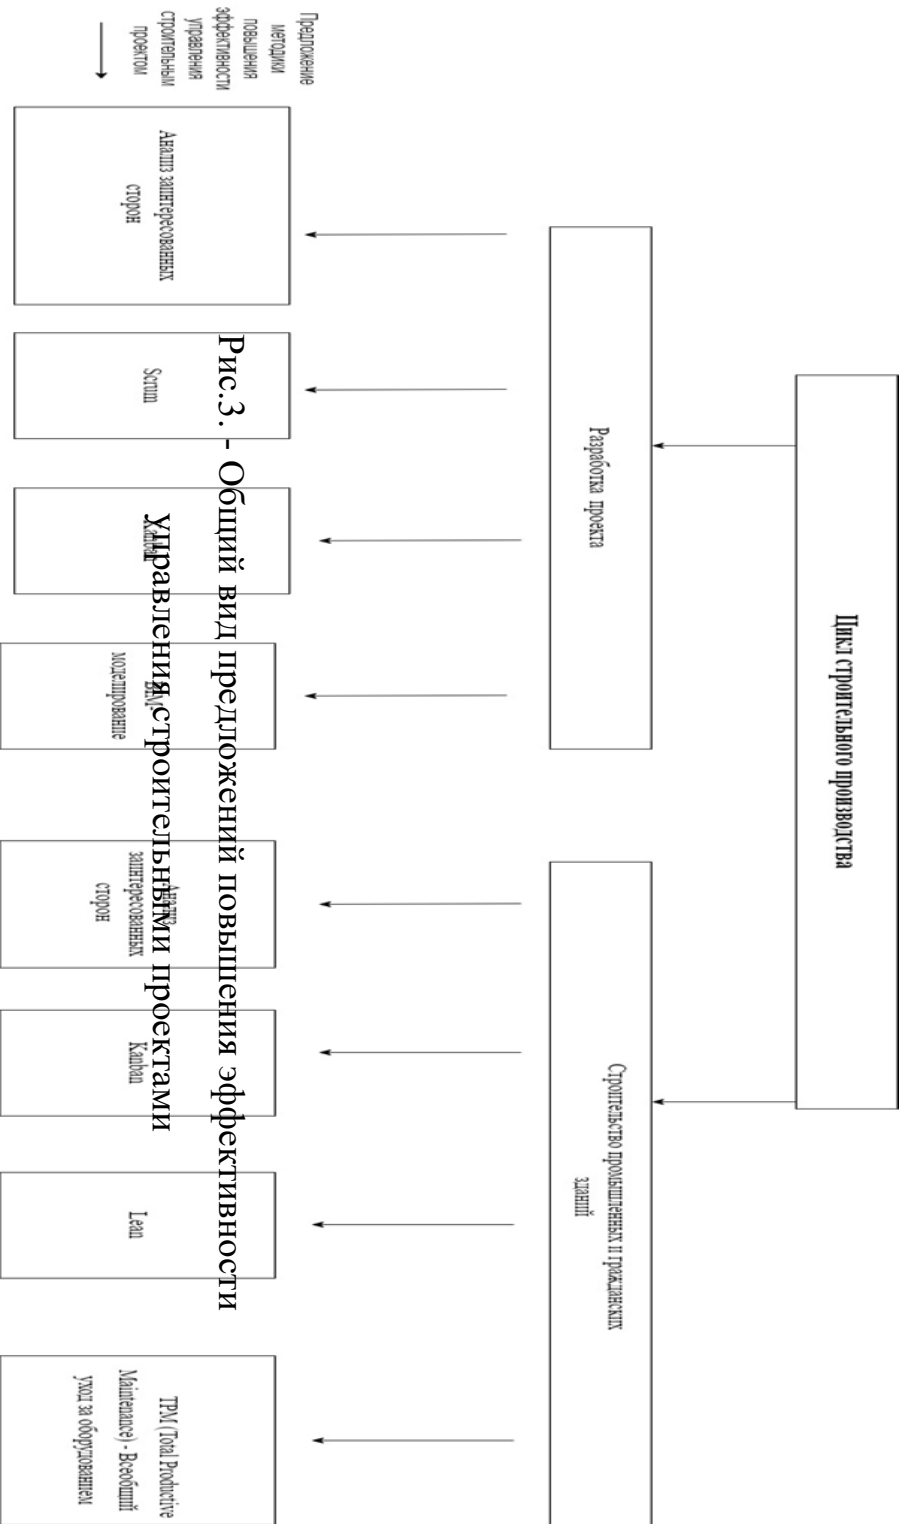 Цикл строительного производства
Разработка проекта
Строительство промышленных и гражданских
зданий
Предложение
методики
повышения
эффективности
управления
строительным
проектом
Анализ заинтересованных
сторон
Scrum
Kanban
BIM-
моделирование
Анализ
заинтересованных
сторон
Kanban
Lean
TPM (Total Productive
Maintenance) - Всеобщий
уход за оборудованием
Рис.3. - Общий вид предложений повышения эффективности
управления строительными проектами